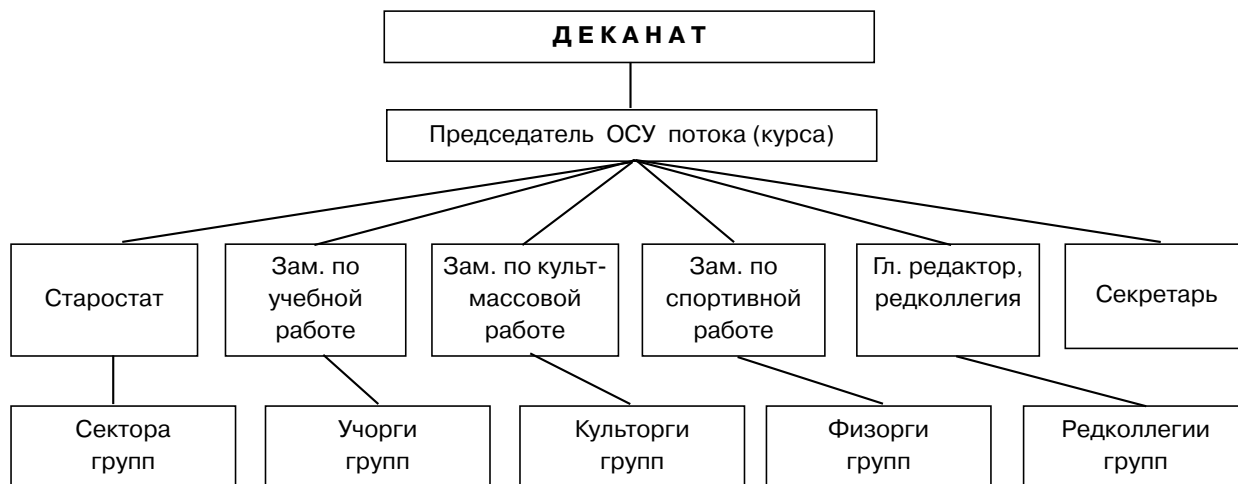 ДЕКАНАТ
Председатель ОСУ потока (курса)
Старостат
Зам. по
учебной
работе
Зам. по культ-
массовой
работе
Зам. по
спортивной
работе
Гл. редактор,
редколлегия
Секретарь
Сектора
групп
Учорги
групп
Культорги
групп
Физорги
групп
Редколлегии
групп